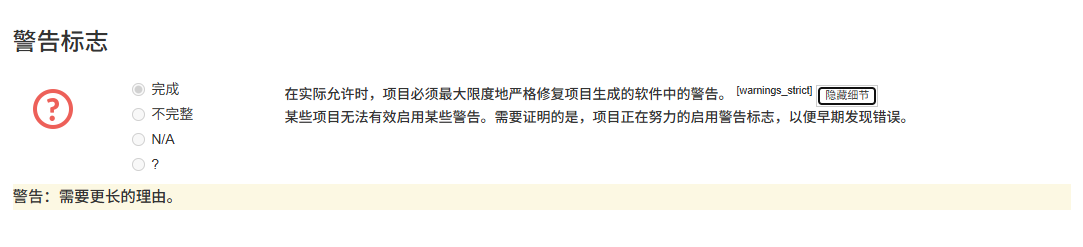 警告标志
完成
不完整
N/A
?
在实际允许时，项目必须最大限度地严格修复项目生成的软件中的警告。 [warnings_strict] 隐藏细节
某些项目无法有效启用某些警告。需要证明的是，项目正在努力的启用警告标志，以便早期发现错误。
警告：需要更长的理由。